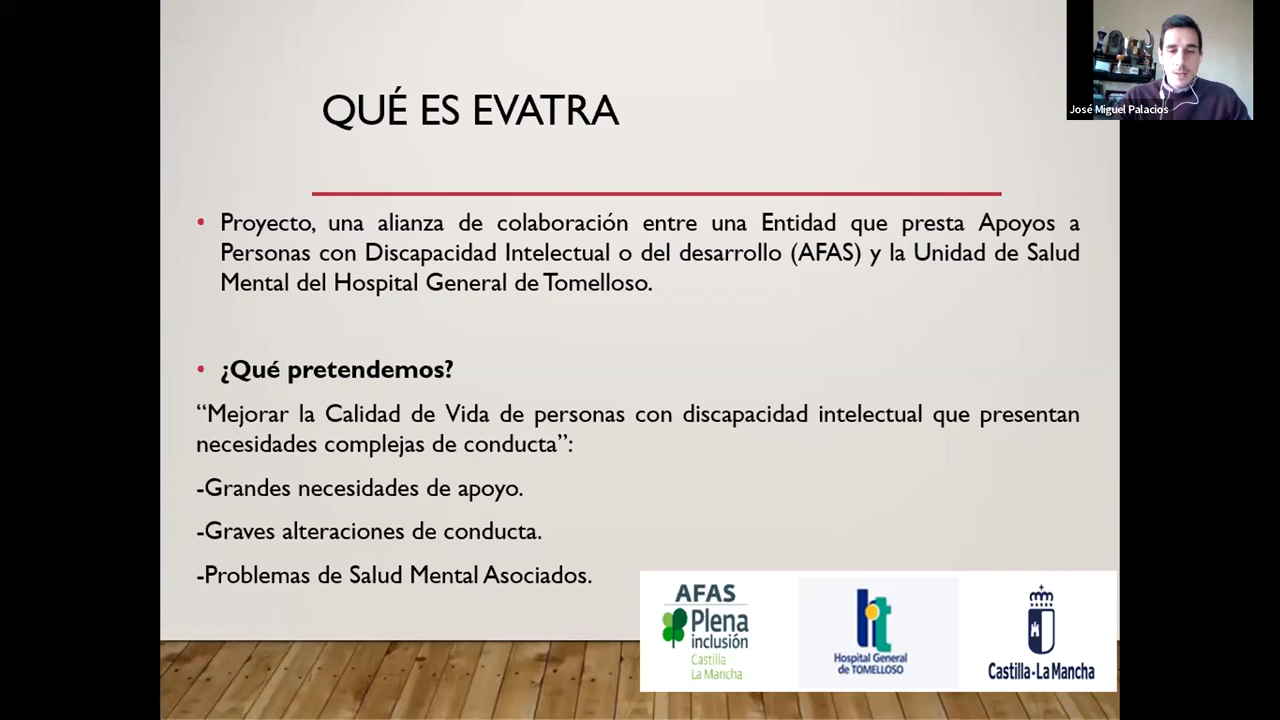 QUÉ ES EVATRA
José Miguel Palacios
• Proyecto, una alianza de colaboración entre una Entidad que presta Apoyos a
Personas con Discapacidad Intelectual o del desarrollo (AFAS) y la Unidad de Salud
Mental del Hospital General de Tomelloso.
• ¿Qué pretendemos?
“Mejorar la Calidad de Vida de personas con discapacidad intelectual que presentan
necesidades complejas de conducta”:
-Grandes necesidades de apoyo.
-Graves alteraciones de conducta.
-Problemas de Salud Mental Asociados.
AFAS
Plena
inclusión
Castilla
La Mancha
ht
Hospital General
de TOMELLOSO
Castilla-La Mancha